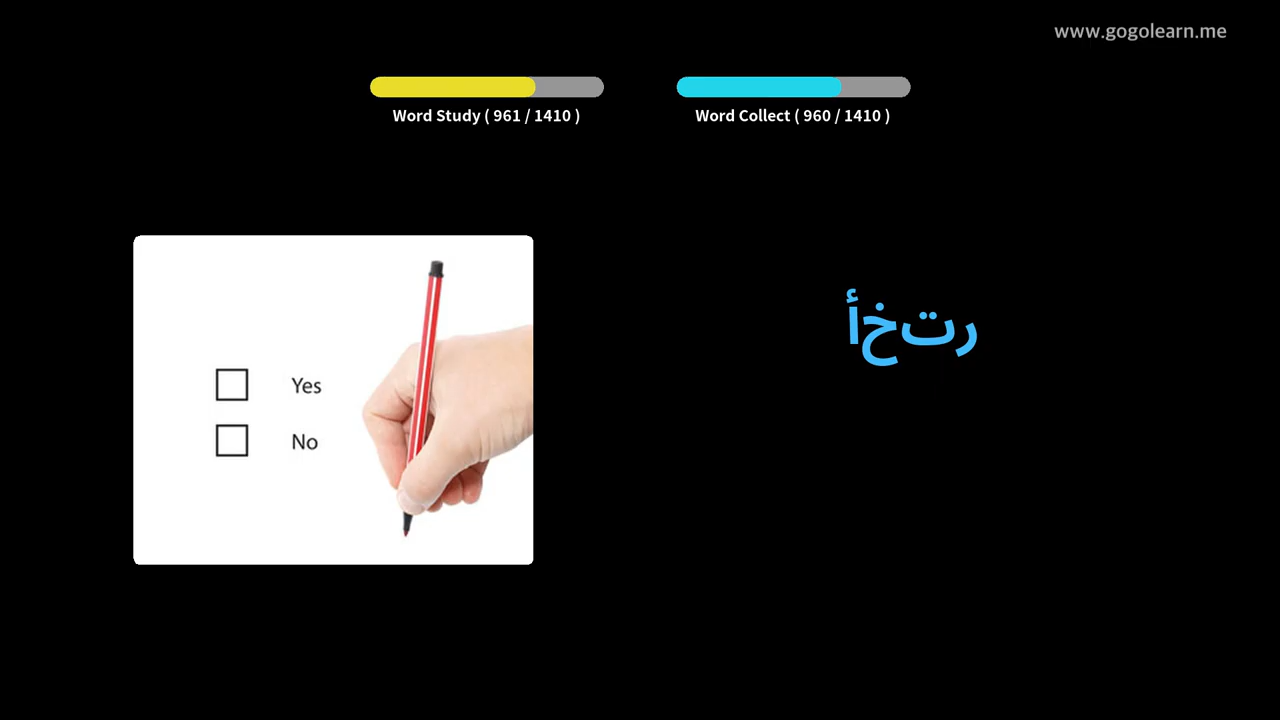 www.gogolearn.me
Word Study ( 961 / 1410 )
Word Collect ( 960 / 1410 )
رتخأ
Yes
No